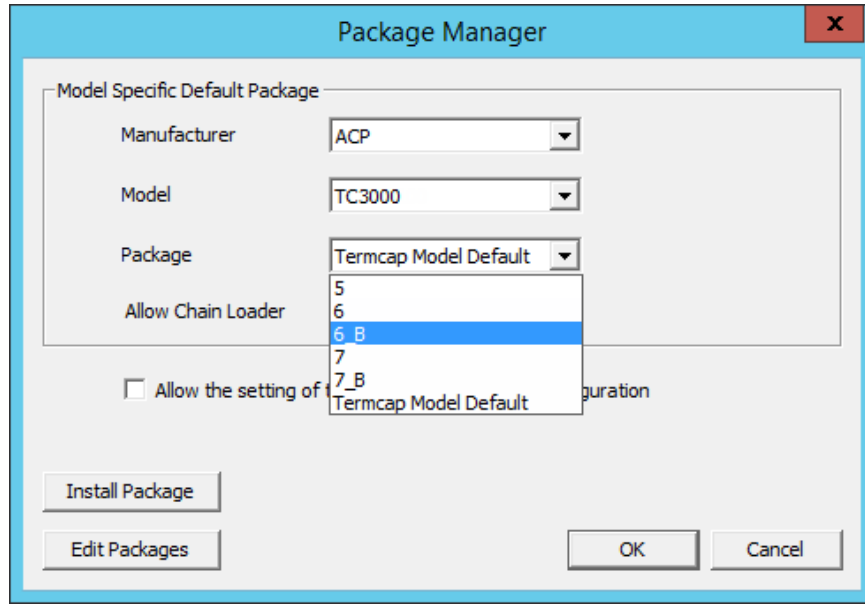 Package Manager
x
Model Specific Default Package
Manufacturer
ACP
Model
TC3000
Package
Termcap Model Default
5
Allow Chain Loader
6
6_B
7
7_B
Allow the setting of
guration
Termcap Model Default
Install Package
Edit Packages
OK
Cancel